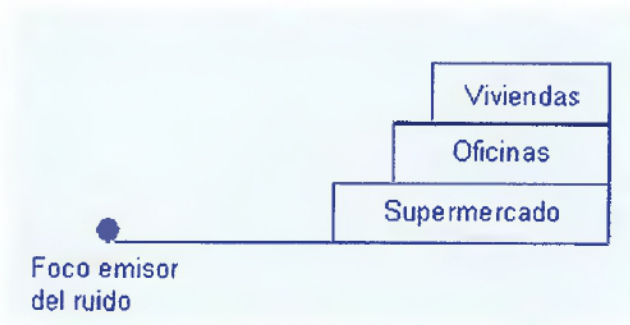 Viviendas
Oficinas
Supermercado
Foco emisor
del ruido